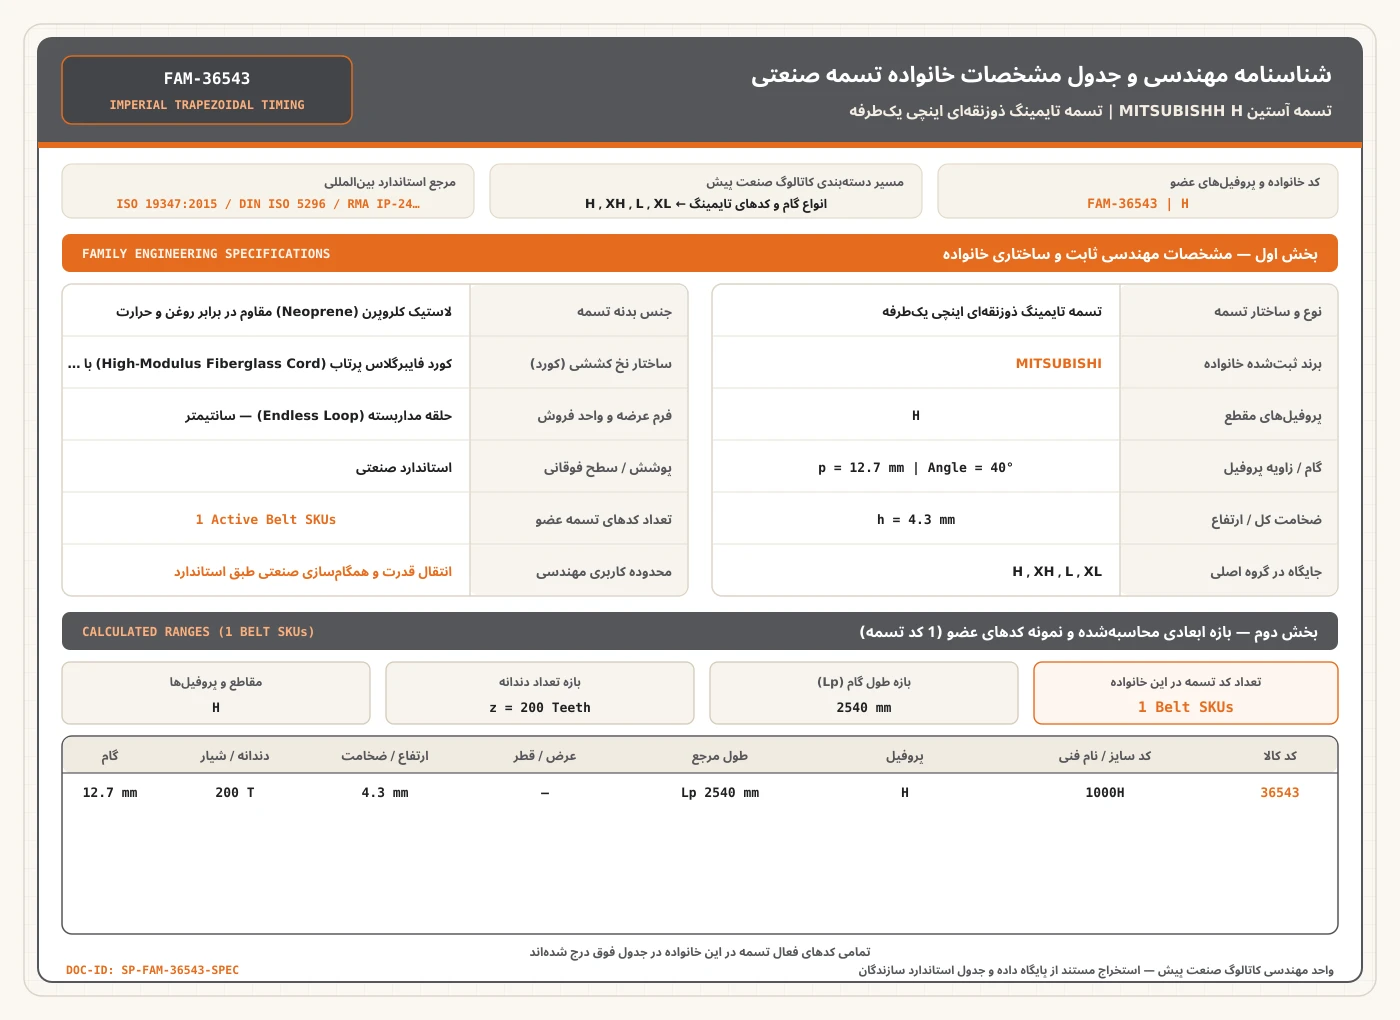 شناسنامه مهندسی و جدول مشخصات خانواده تسمه صنعتی
تسمه آستین MITSUBISHH H | تسمه تایمینگ ذوزنقه‌ای اینچی یک‌طرفه
FAM-36543
IMPERIAL TRAPEZOIDAL TIMING
کد خانواده و پروفیل‌های عضو
FAM-36543 | H
مسیر دسته‌بندی کاتالوگ صنعت پیش
انواع گام و کدهای تایمینگ ← H , XH , L , XL
مرجع استاندارد بین‌المللی
ISO 19347:2015 / DIN ISO 5296 / RMA IP-24…
بخش اول — مشخصات مهندسی ثابت و ساختاری خانواده
FAMILY ENGINEERING SPECIFICATIONS
نوع و ساختار تسمه
تسمه تایمینگ ذوزنقه‌ای اینچی یک‌طرفه
برند ثبت‌شده خانواده
MITSUBISHI
پروفیل‌های مقطع
H
گام / زاویه پروفیل
p = 12.7 mm | Angle = 40°
ضخامت کل / ارتفاع
h = 4.3 mm
جایگاه در گروه اصلی
H , XH , L , XL
جنس بدنه تسمه
لاستیک کلروپرن (Neoprene) مقاوم در برابر روغن و حرارت
ساختار نخ کششی (کورد)
کورد فایبرگلاس پرتاب (High-Modulus Fiberglass Cord) با ...
فرم عرضه و واحد فروش
حلقه مداربسته (Endless Loop) — سانتیمتر
پوشش / سطح فوقانی
استاندارد صنعتی
تعداد کدهای تسمه عضو
1 Active Belt SKUs
محدوده کاربری مهندسی
انتقال قدرت و همگام‌سازی صنعتی طبق استاندارد
بخش دوم — بازه ابعادی محاسبه‌شده و نمونه کدهای عضو (1 کد تسمه)
CALCULATED RANGES (1 BELT SKUs)
تعداد کد تسمه در این خانواده
1 Belt SKUs
بازه طول گام (Lp)
2540 mm
بازه تعداد دندانه
z = 200 Teeth
مقاطع و پروفیل‌ها
H
کد کالا	کد سایز / نام فنی	پروفیل	طول مرجع	عرض / قطر	ارتفاع / ضخامت	دندانه / شیار	گام
36543	1000H	H	Lp 2540 mm	—	4.3 mm	200 T	12.7 mm
تمامی کدهای فعال تسمه در این خانواده در جدول فوق درج شده‌اند
واحد مهندسی کاتالوگ صنعت پیش — استخراج مستند از پایگاه داده و جدول استاندارد سازندگان
DOC-ID: SP-FAM-36543-SPEC